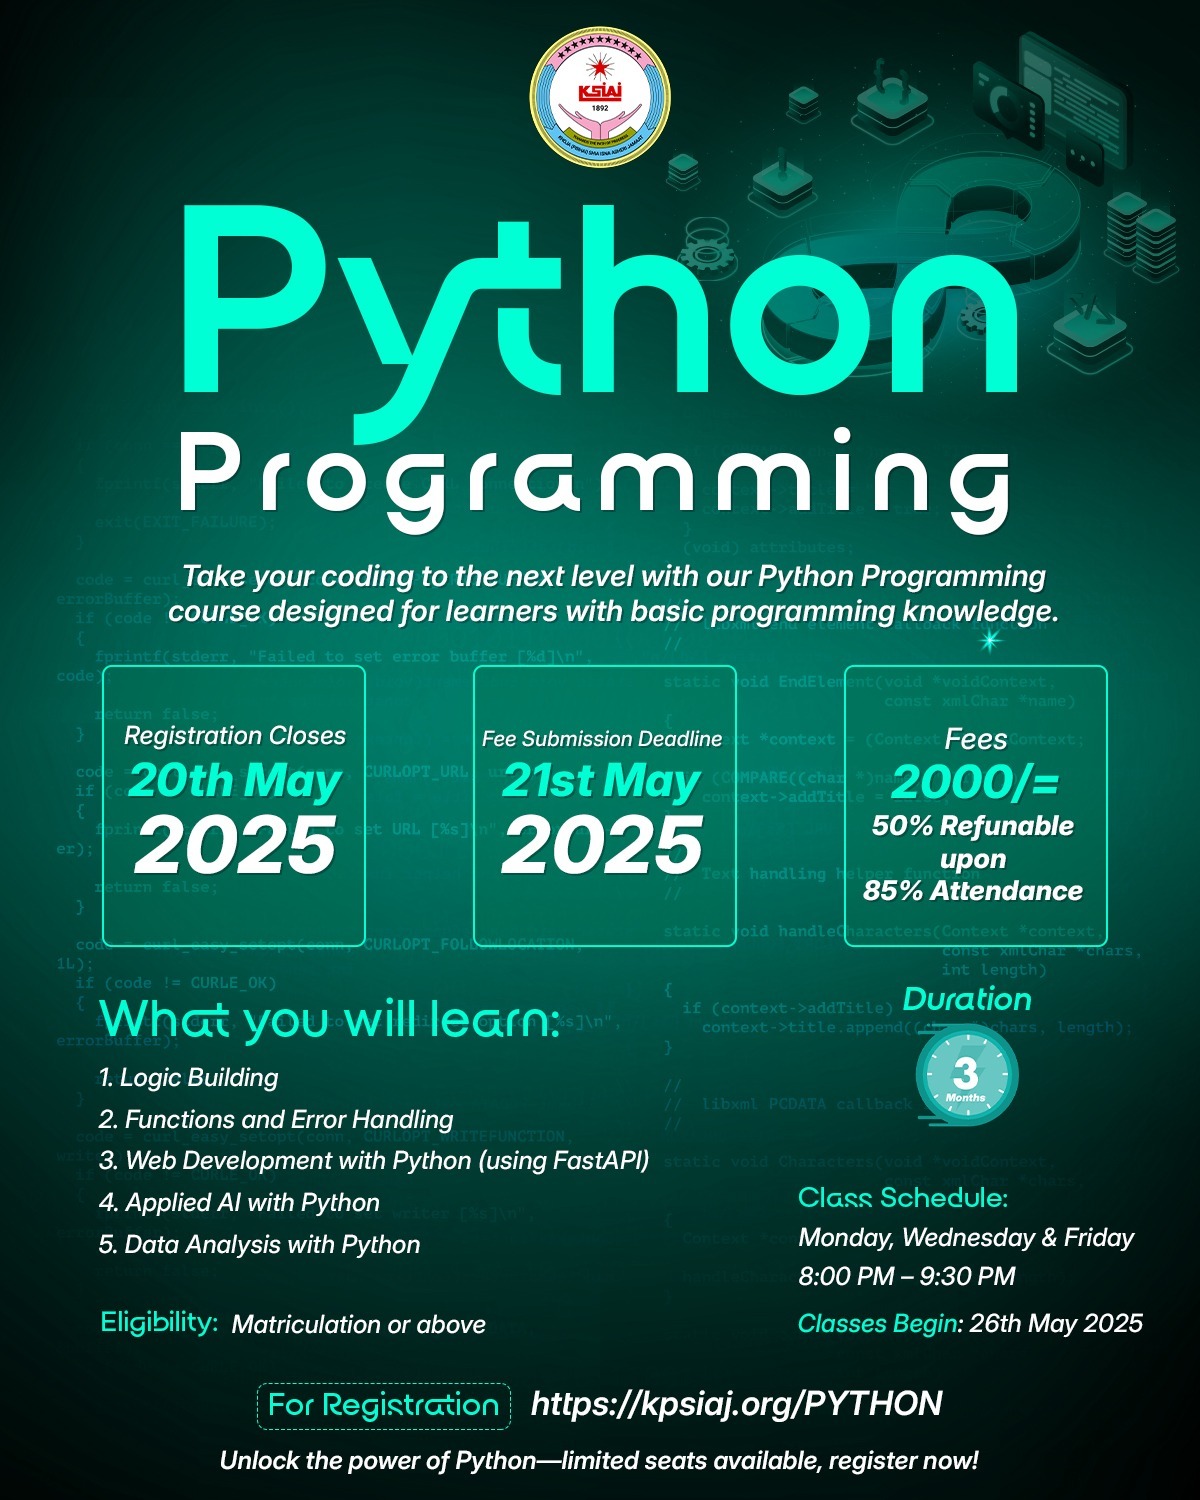 KSIAJ
1892
Python
Programming
Take your coding to the next level with our Python Programming
course designed for learners with basic programming knowledge.
Registration Closes
20th May
2025
Fee Submission Deadline
21st May
2025
Fees
2000/=
50% Refunable
upon
85% Attendance
What you will learn:
1. Logic Building
2. Functions and Error Handling
3. Web Development with Python (using FastAPI)
4. Applied AI with Python
5. Data Analysis with Python
Duration
3
Months
Class Schedule:
Monday, Wednesday & Friday
8:00 PM – 9:30 PM
Eligibility: Matriculation or above
Classes Begin: 26th May 2025
For Registration https://kpsiaj.org/PYTHON
Unlock the power of Python—limited seats available, register now!